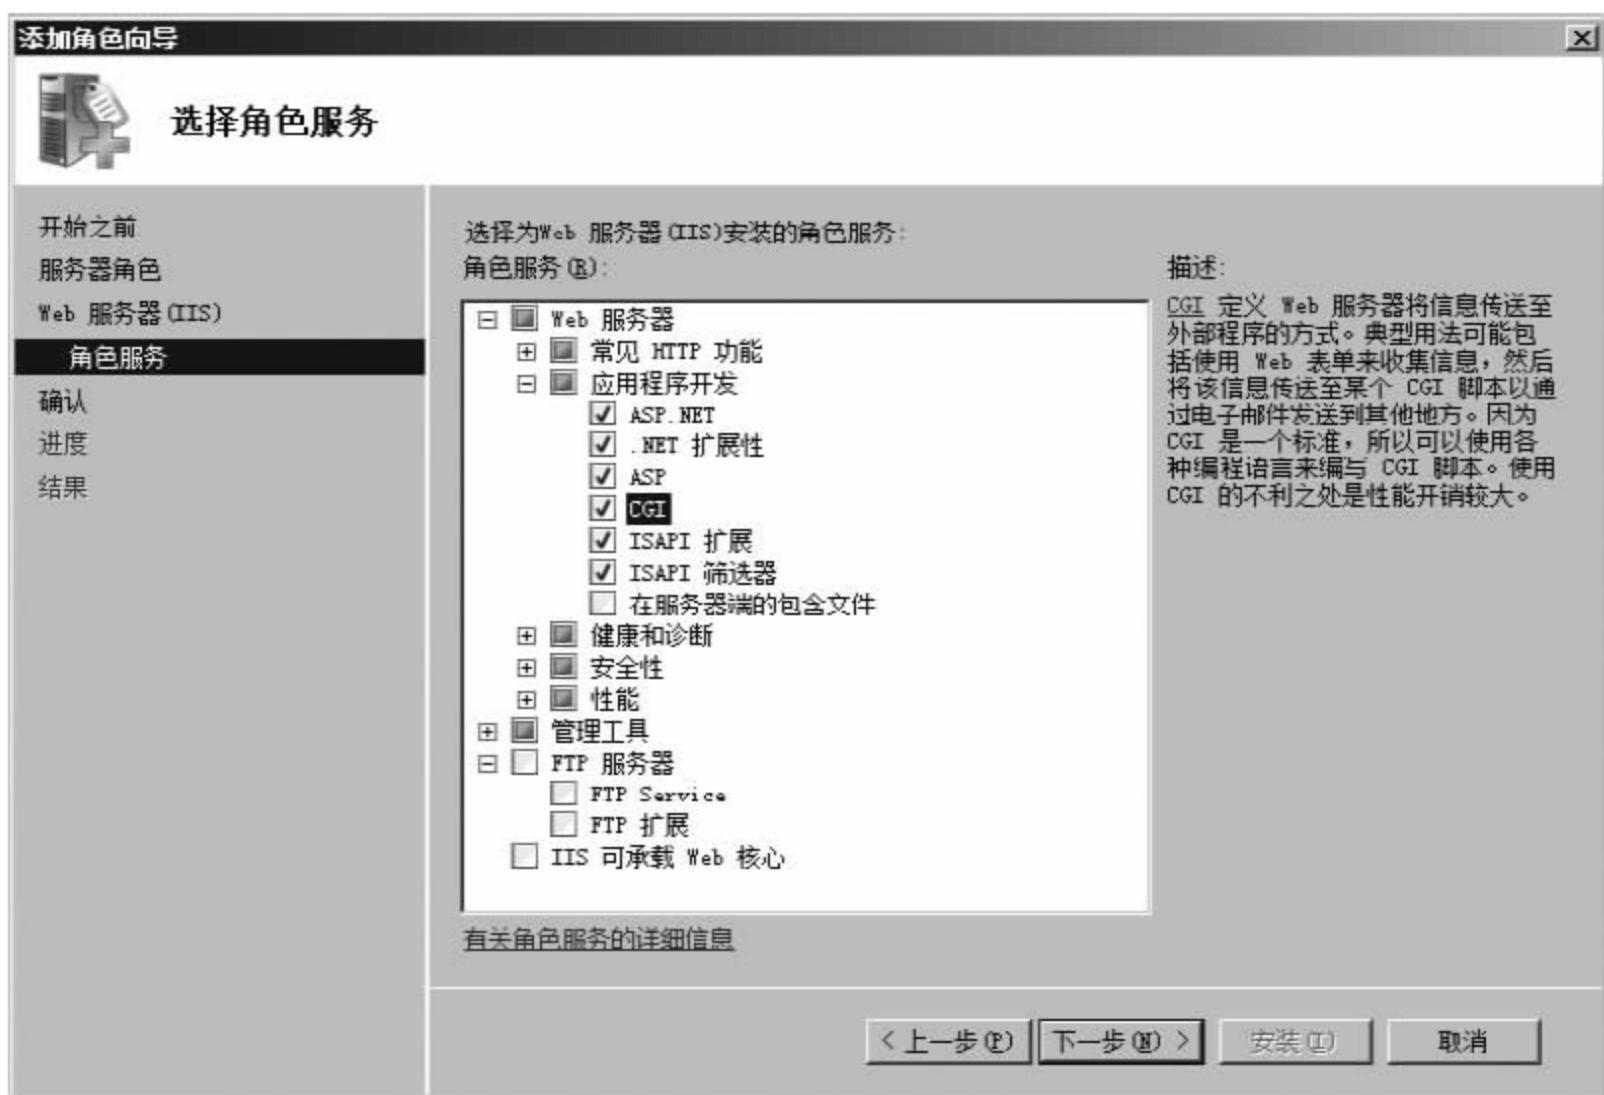 添加角色向导
选择角色服务
开始之前
服务器角色
Web 服务器(IIS)
角色服务
确认
进度
结果
选择为Web 服务器(IIS)安装的角色服务:
角色服务(R):
Web 服务器
常见 HTTP 功能
应用程序开发
ASP.NET
.NET 扩展性
ASP
CGI
ISAPI 扩展
ISAPI 筛选器
在服务器端的包含文件
健康和诊断
安全性
性能
管理工具
FTP 服务器
FTP Service
FTP 扩展
IIS 可承载 Web 核心
有关角色服务的详细信息
描述:
CGI 定义 Web 服务器将信息传送至
外部程序的方式。典型用法可能包
括使用 Web 表单来收集信息，然后
将该信息传送至某个 CGI 脚本以通
过电子邮件发送到其他地方。因为
CGI 是一个标准，所以可以使用各
种编程语言来编写 CGI 脚本。使用
CGI 的不利之处是性能开销较大。
< 上一步(P)
下一步(N) >
安装(I)
取消